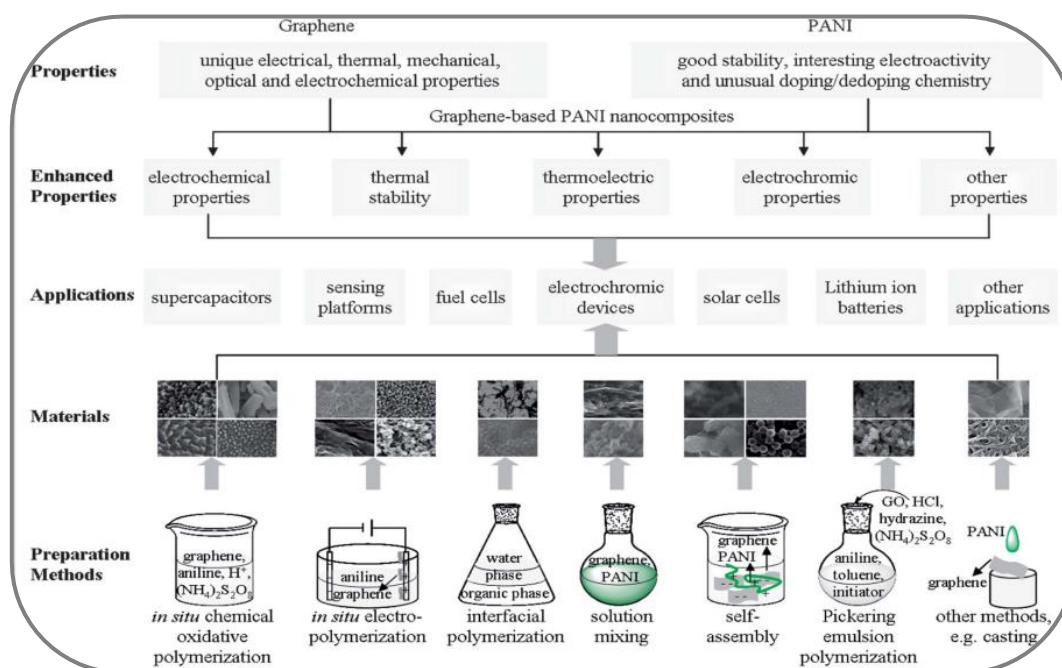 Graphene
PANI
Properties
unique electrical, thermal, mechanical,
optical and electrochemical properties
good stability, interesting electroactivity
and unusual doping/dedoping chemistry
Graphene-based PANI nanocomposites
Enhanced
Properties
electrochemical
properties
thermal
stability
thermoelectric
properties
electrochromic
properties
other
properties
Applications
supercapacitors
sensing
platforms
fuel cells
electrochromic
devices
solar cells
Lithium ion
batteries
other
applications
Materials
Preparation
Methods
graphene,
aniline, H⁺,
(NH₄)₂S₂O₈
in situ chemical
oxidative
polymerization
aniline
graphene
in situ electro-
polymerization
water
phase
organic phase
interfacial
polymerization
graphene,
PANI
solution
mixing
graphene
PANI
- -
- -
+
+
self-
assembly
GO, HCl,
hydrazine,
(NH₄)₂S₂O₈
aniline,
toluene,
initiator
Pickering
emulsion
polymerization
PANI
graphene
other methods,
e.g. casting